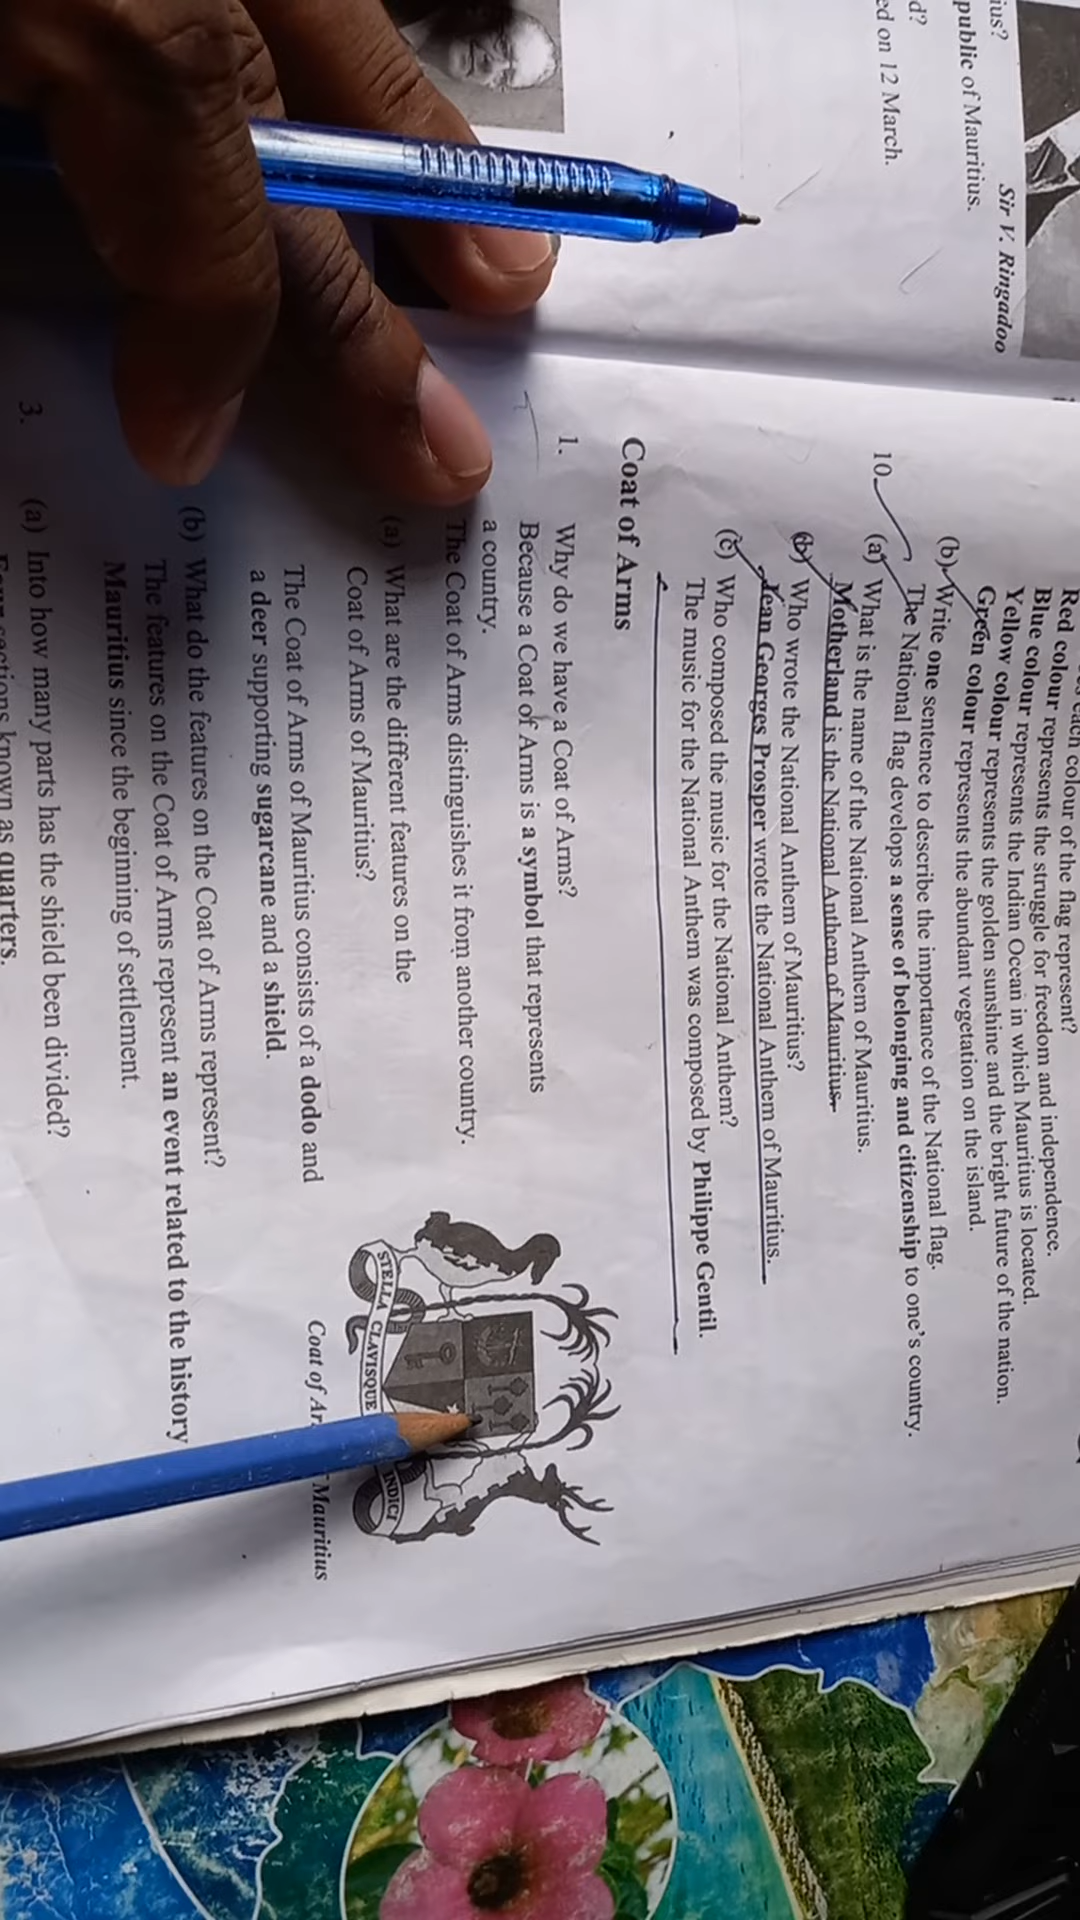 ius?
Sir V. Ringadoo
public of Mauritius.
d?
ed on 12 March.
each colour of the flag represent?
Red colour represents the struggle for freedom and independence.
Blue colour represents the Indian Ocean in which Mauritius is located.
Yellow colour represents the golden sunshine and the bright future of the nation.
Green colour represents the abundant vegetation on the island.
(b) Write one sentence to describe the importance of the National flag.
The National flag develops a sense of belonging and citizenship to one's country.
10. (a) What is the name of the National Anthem of Mauritius.
Motherland is the National Anthem of Mauritius.
(b) Who wrote the National Anthem of Mauritius?
Jean Georges Prosper wrote the National Anthem of Mauritius.
(c) Who composed the music for the National Anthem?
The music for the National Anthem was composed by Philippe Gentil.
Coat of Arms
1. Why do we have a Coat of Arms?
Because a Coat of Arms is a symbol that represents
a country.
The Coat of Arms distinguishes it from another country.
(a) What are the different features on the
Coat of Arms of Mauritius?
The Coat of Arms of Mauritius consists of a dodo and
a deer supporting sugarcane and a shield.
STELLA CLAVISQUE INDICI
Coat of Ar Mauritius
(b) What do the features on the Coat of Arms represent?
The features on the Coat of Arms represent an event related to the history
Mauritius since the beginning of settlement.
3. (a) Into how many parts has the shield been divided?
known as quarters.